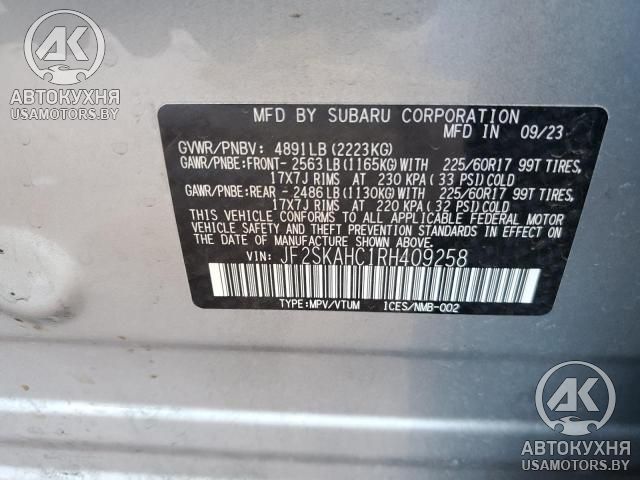 AK
АВТОКУХНЯ
USAMOTORS.BY
MFD BY SUBARU CORPORATION
MFD IN 09/23
GVWR/PNBV: 4891LB (2223KG)
GAWR/PNBE:FRONT- 2563LB (1165KG)WITH 225/60R17 99T TIRES,
17X7J RIMS AT 230 KPA ( 33 PSI)COLD
GAWR/PNBE:REAR - 2486LB (1130KG)WITH 225/60R17 99T TIRES,
17X7J RIMS AT 220 KPA (32 PSI)COLD
THIS VEHICLE CONFORMS TO ALL APPLICABLE FEDERAL MOTOR
VEHICLE SAFETY AND THEFT PREVENTION STANDARDS IN EFFECT
ON THE DATE OF MANUFACTURE SHOWN ABOVE.
VIN: JF2SKAHC1RH409258
TYPE:MPV/VTUM ICES/NMB-002
AK
АВТОКУХНЯ
USAMOTORS.BY